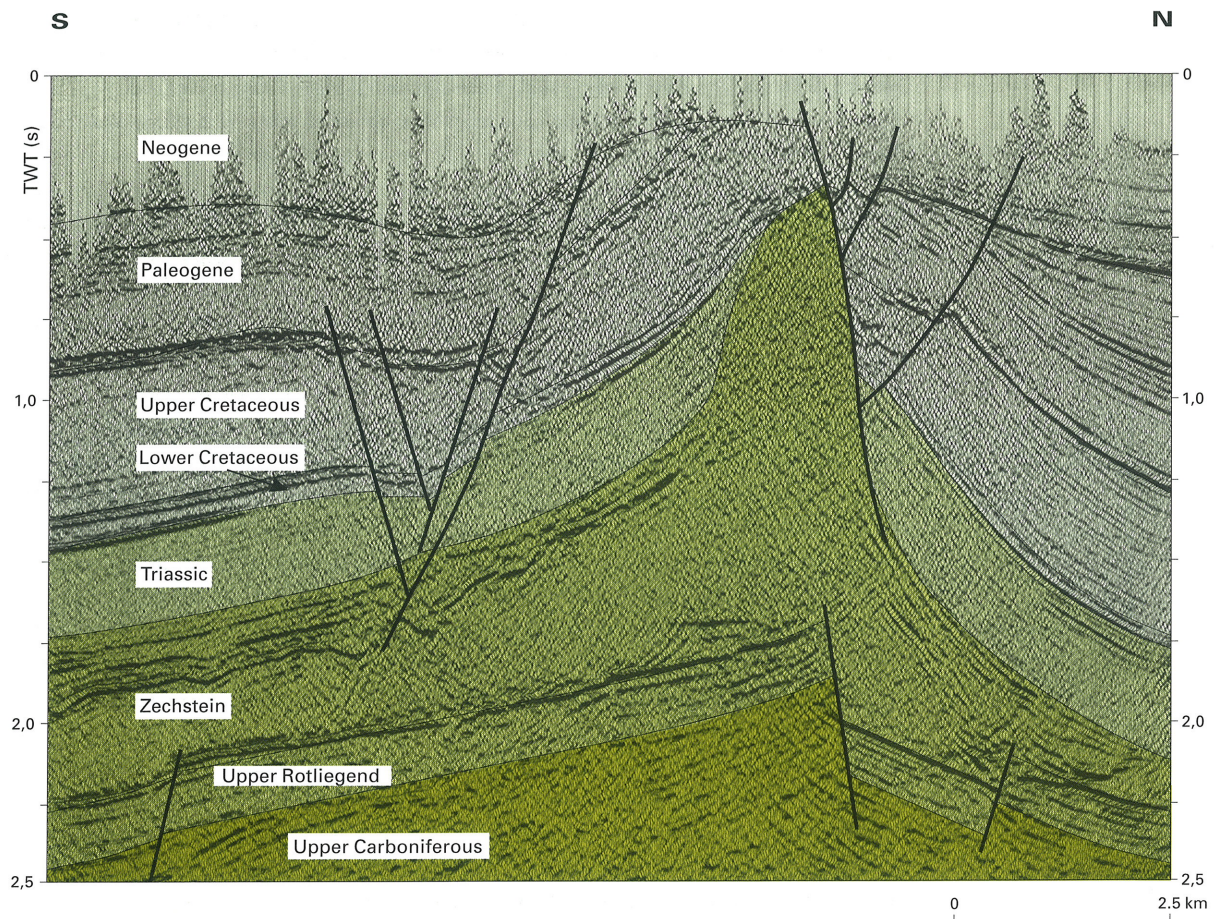 S
N
0
0
TWT (s)
Neogene
Paleogene
1,0
1,0
Upper Cretaceous
Lower Cretaceous
Triassic
Zechstein
2,0
2,0
Upper Rotliegend
Upper Carboniferous
2,5
2,5
0
2.5 km